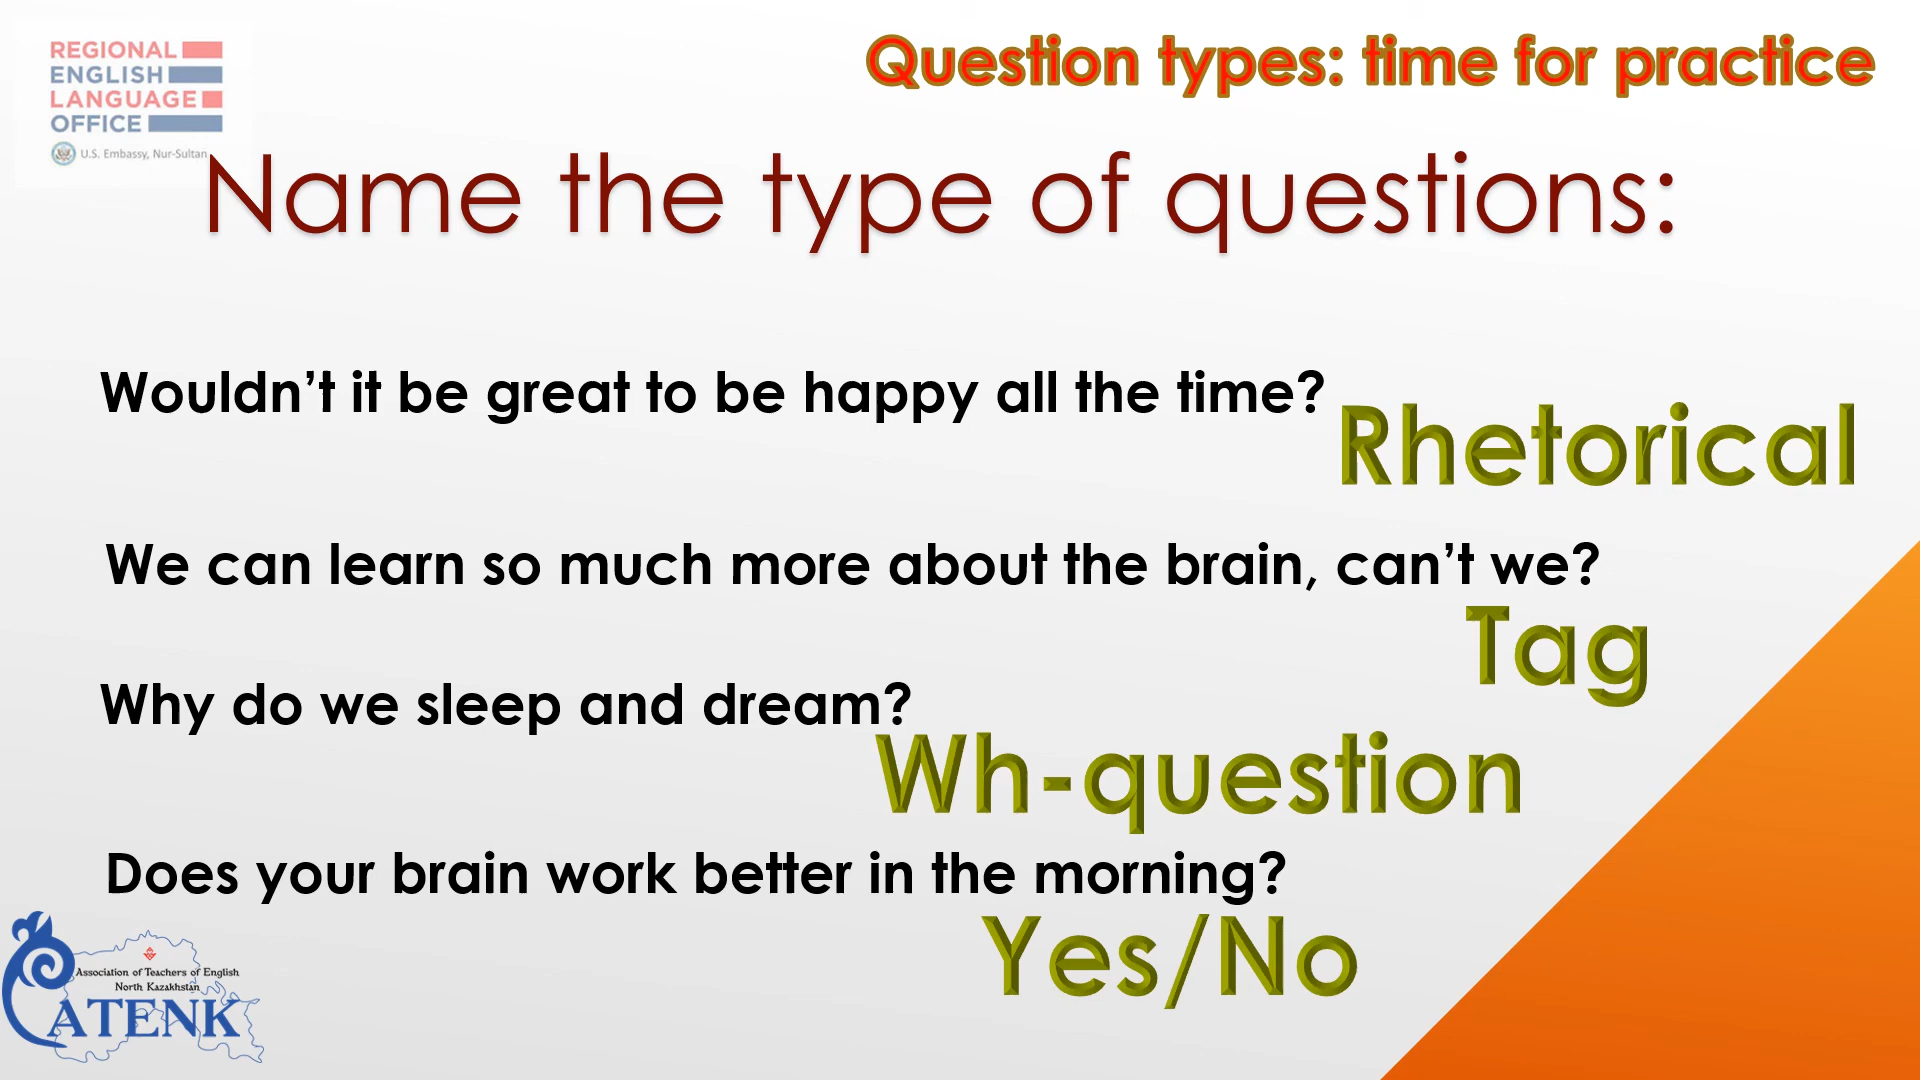 REGIONAL
ENGLISH
LANGUAGE
OFFICE
U.S. Embassy, Nur-Sultan
Question types: time for practice
Name the type of questions:
Wouldn’t it be great to be happy all the time?
Rhetorical
We can learn so much more about the brain, can’t we?
Tag
Why do we sleep and dream?
Wh-question
Does your brain work better in the morning?
Yes/No
Association of Teachers of English
North Kazakhstan
ATENK